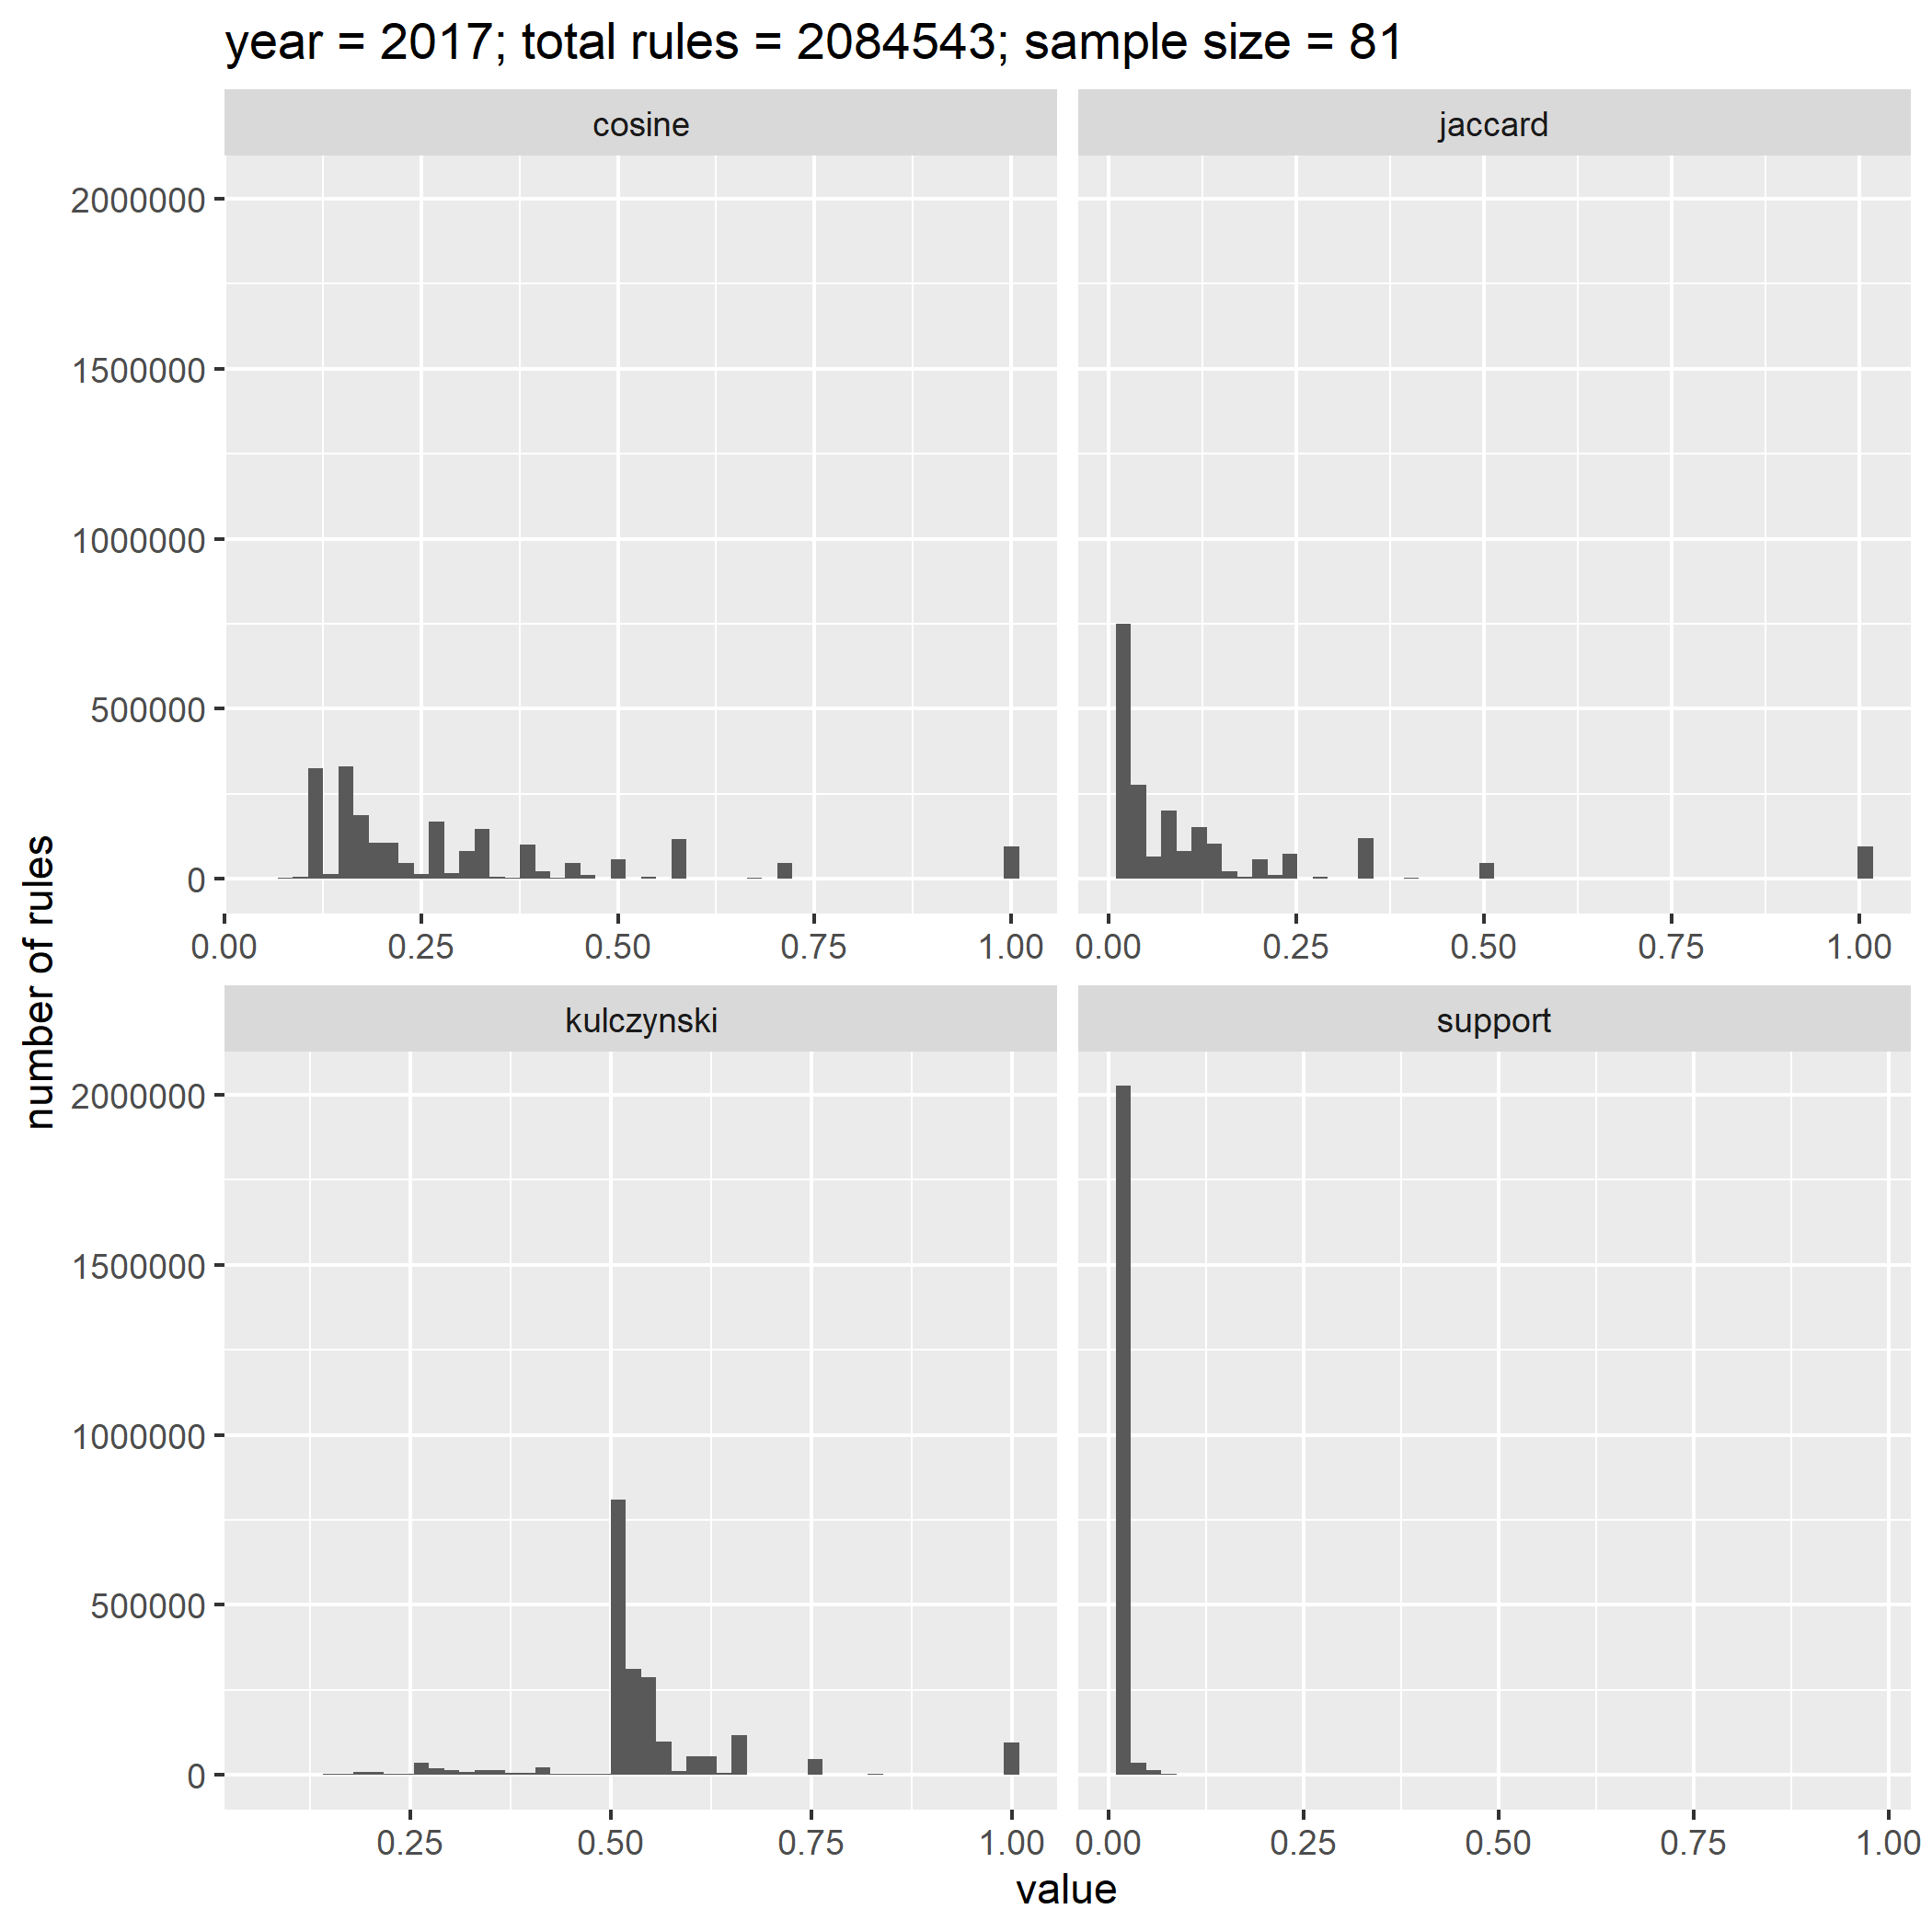 year = 2017; total rules = 2084543; sample size = 81
cosine
jaccard
2000000
1500000
1000000
500000
0
0.00 0.25 0.50 0.75 1.00
0.00 0.25 0.50 0.75 1.00
kulczynski
support
2000000
1500000
1000000
500000
0
0.25 0.50 0.75 1.00
0.00 0.25 0.50 0.75 1.00
number of rules
value